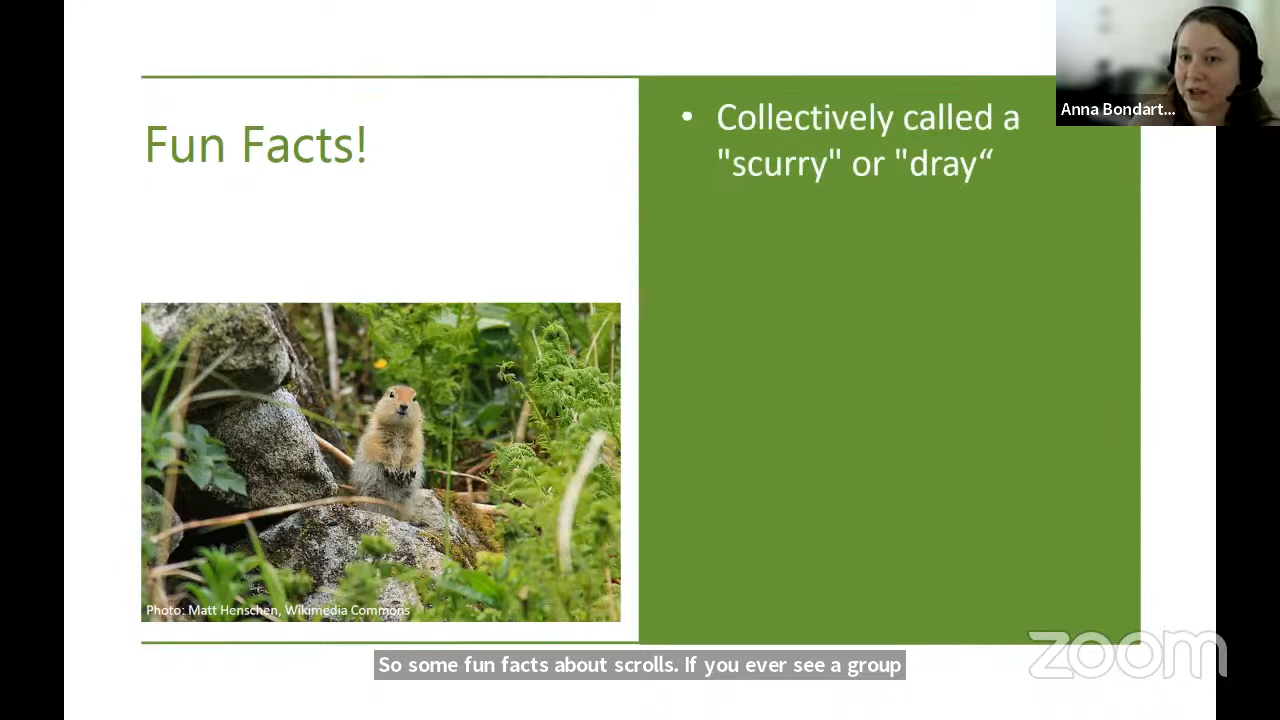 Anna Bondart...
Fun Facts!
• Collectively called a
"scurry" or "dray“
Photo: Matt Henschen, Wikimedia Commons
So some fun facts about scrolls. If you ever see a group
zoom